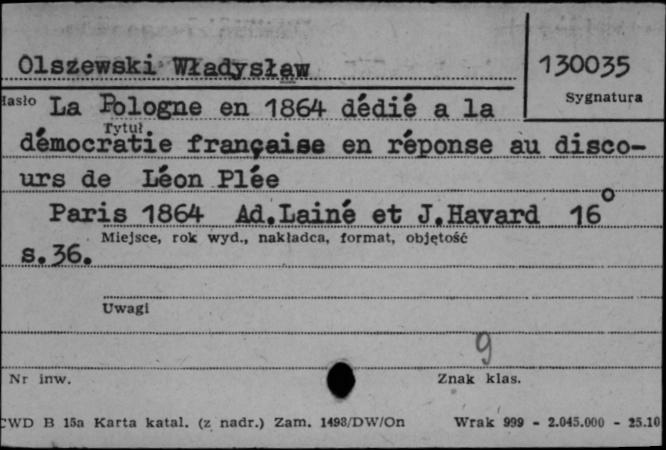 Olszewski Władysław
130035
Hasło
Sygnatura
La Pologne en 1864 dédié a la
Tytuł
démocratie française en réponse au disco-
urs de Léon Plée
Paris 1864 Ad.Lainé et J.Havard 16°
Miejsce, rok wyd., nakładca, format, objętość
s.36.
Uwagi
9
Nr inw.
Znak klas.
CWD B 15a Karta katal. (z nadr.) Zam. 1498/DW/On Wrak 999 - 2.045.000 - 25.10